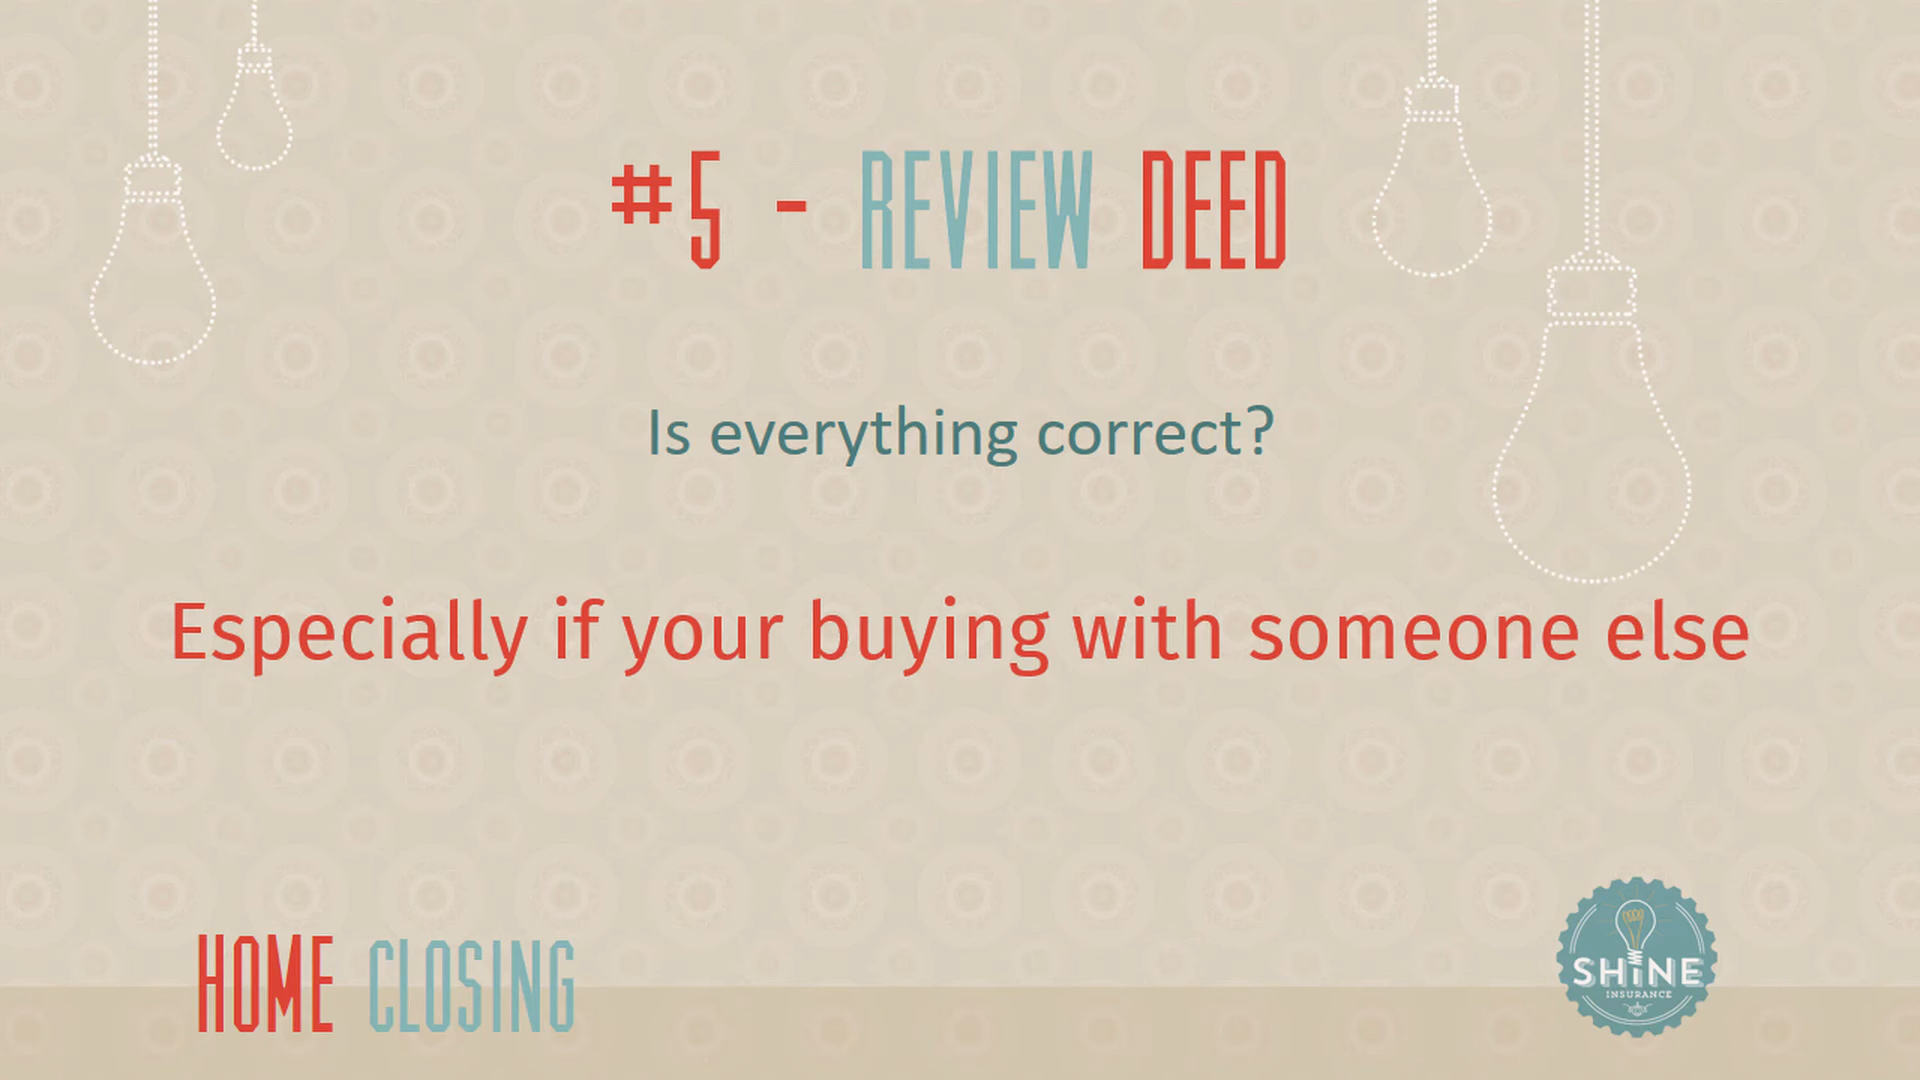 #5 - REVIEW DEED
Is everything correct?
Especially if your buying with someone else
HOME CLOSING
SHINE
INSURANCE